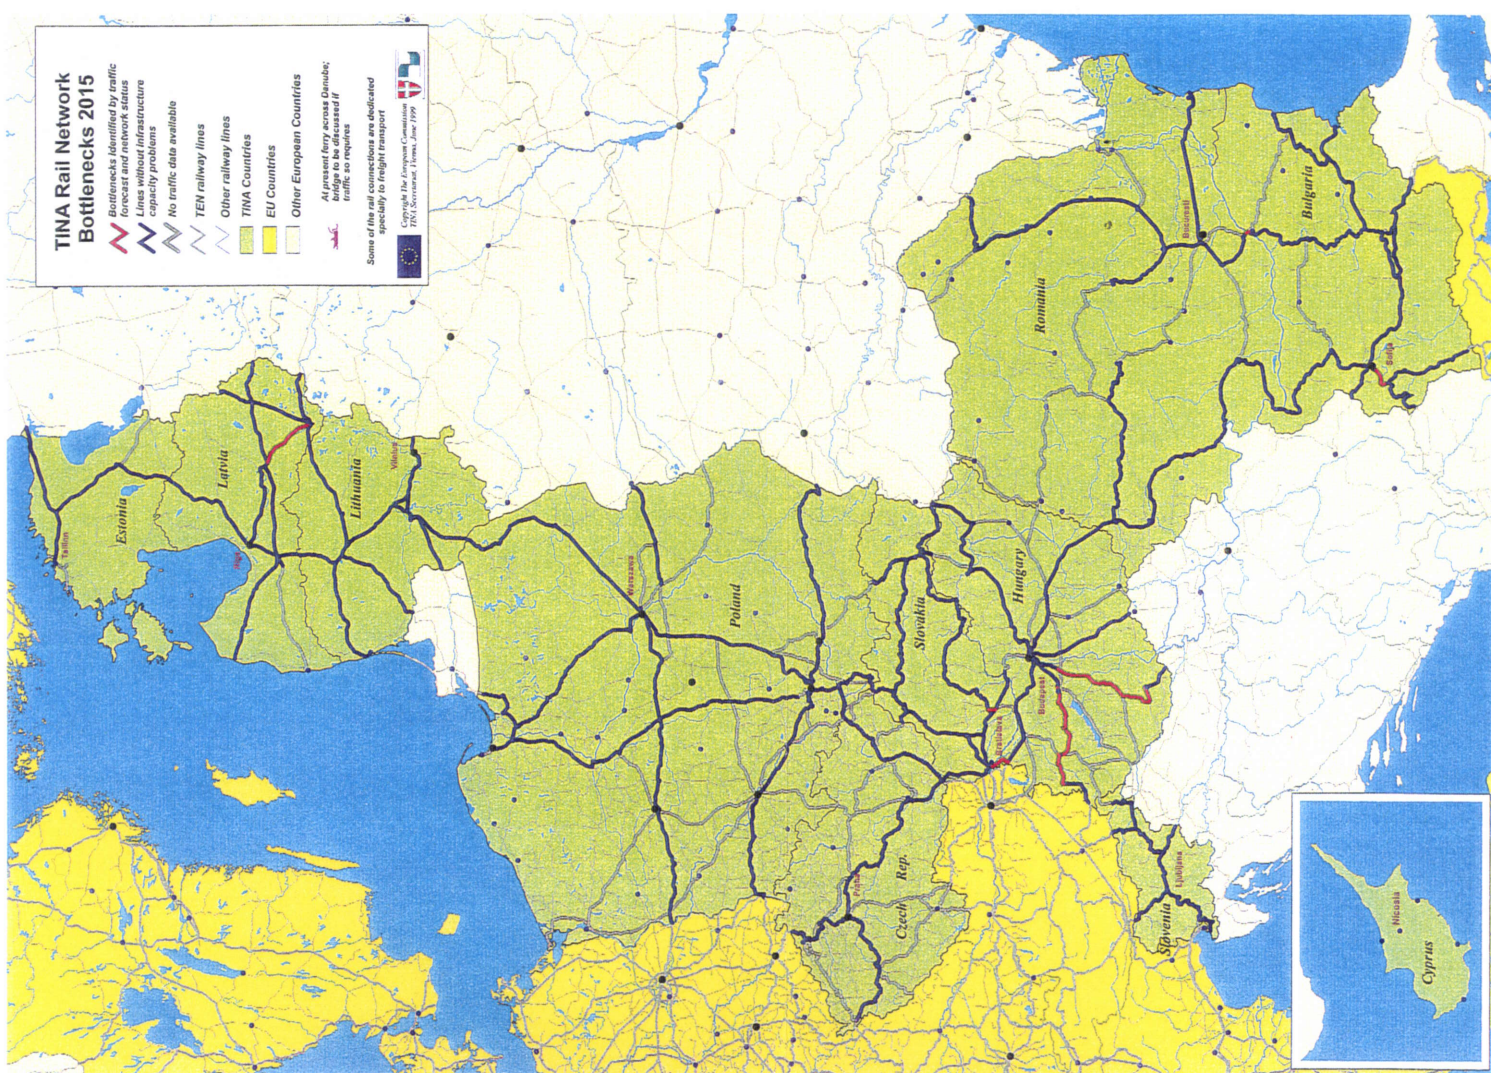 TINA Rail Network
Bottlenecks 2015
Bottlenecks identified by traffic
forecast and network status
Lines without infrastructure
capacity problems
No traffic data available
TEN railway lines
Other railway lines
TINA Countries
EU Countries
Other European Countries
At present ferry across Danube;
bridge to be discussed if
traffic so requires
Some of the rail connections are dedicated
specially to freight transport
Copyright The European Commission
TINA Secretariat, Vienna, June 1999
Tallinn
Estonia
Riga
Latvia
Lithuania
Vilnius
Warszawa
Poland
Praha
Czech Rep.
Slovakia
Bratislava
Budapest
Hungary
Ljubljana
Slovenia
Romania
Bucuresti
Bulgaria
Sofija
Nicosia
Cyprus